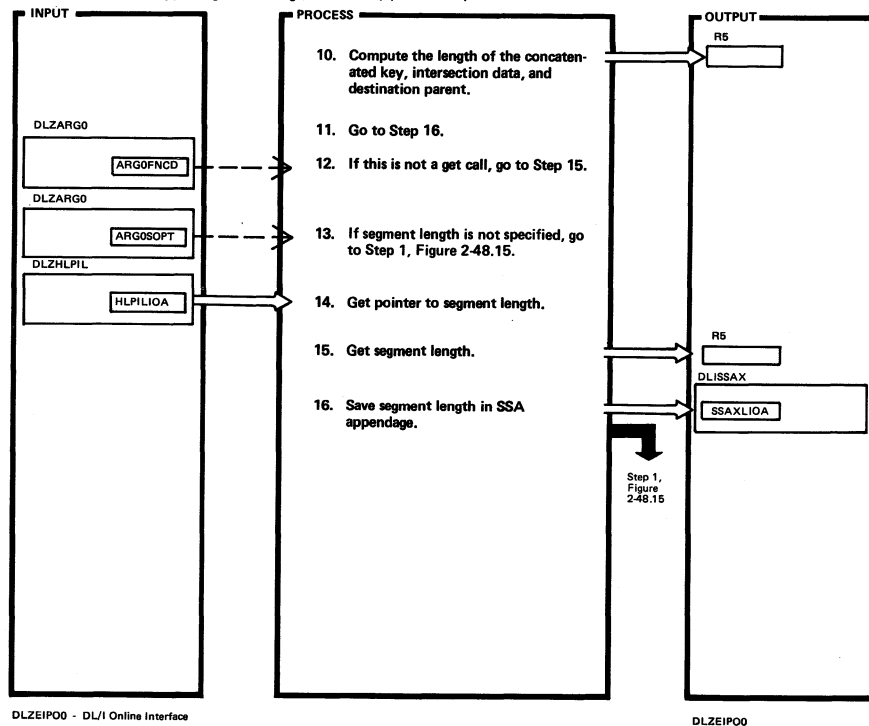 INPUT
PROCESS
OUTPUT
R5
10. Compute the length of the concaten-
ated key, intersection data, and
destination parent.
11. Go to Step 16.
DLZARG0
ARG0FNCD
12. If this is not a get call, go to Step 15.
DLZARG0
ARG0SOPT
13. If segment length is not specified, go
to Step 1, Figure 2-48.15.
DLZHLPIL
HLPILIOA
14. Get pointer to segment length.
15. Get segment length.
R5
DLISSAX
16. Save segment length in SSA
appendage.
SSAXLIOA
Step 1,
Figure
2-48.15
DLZEIPO0 - DL/I Online Interface
DLZEIPO0